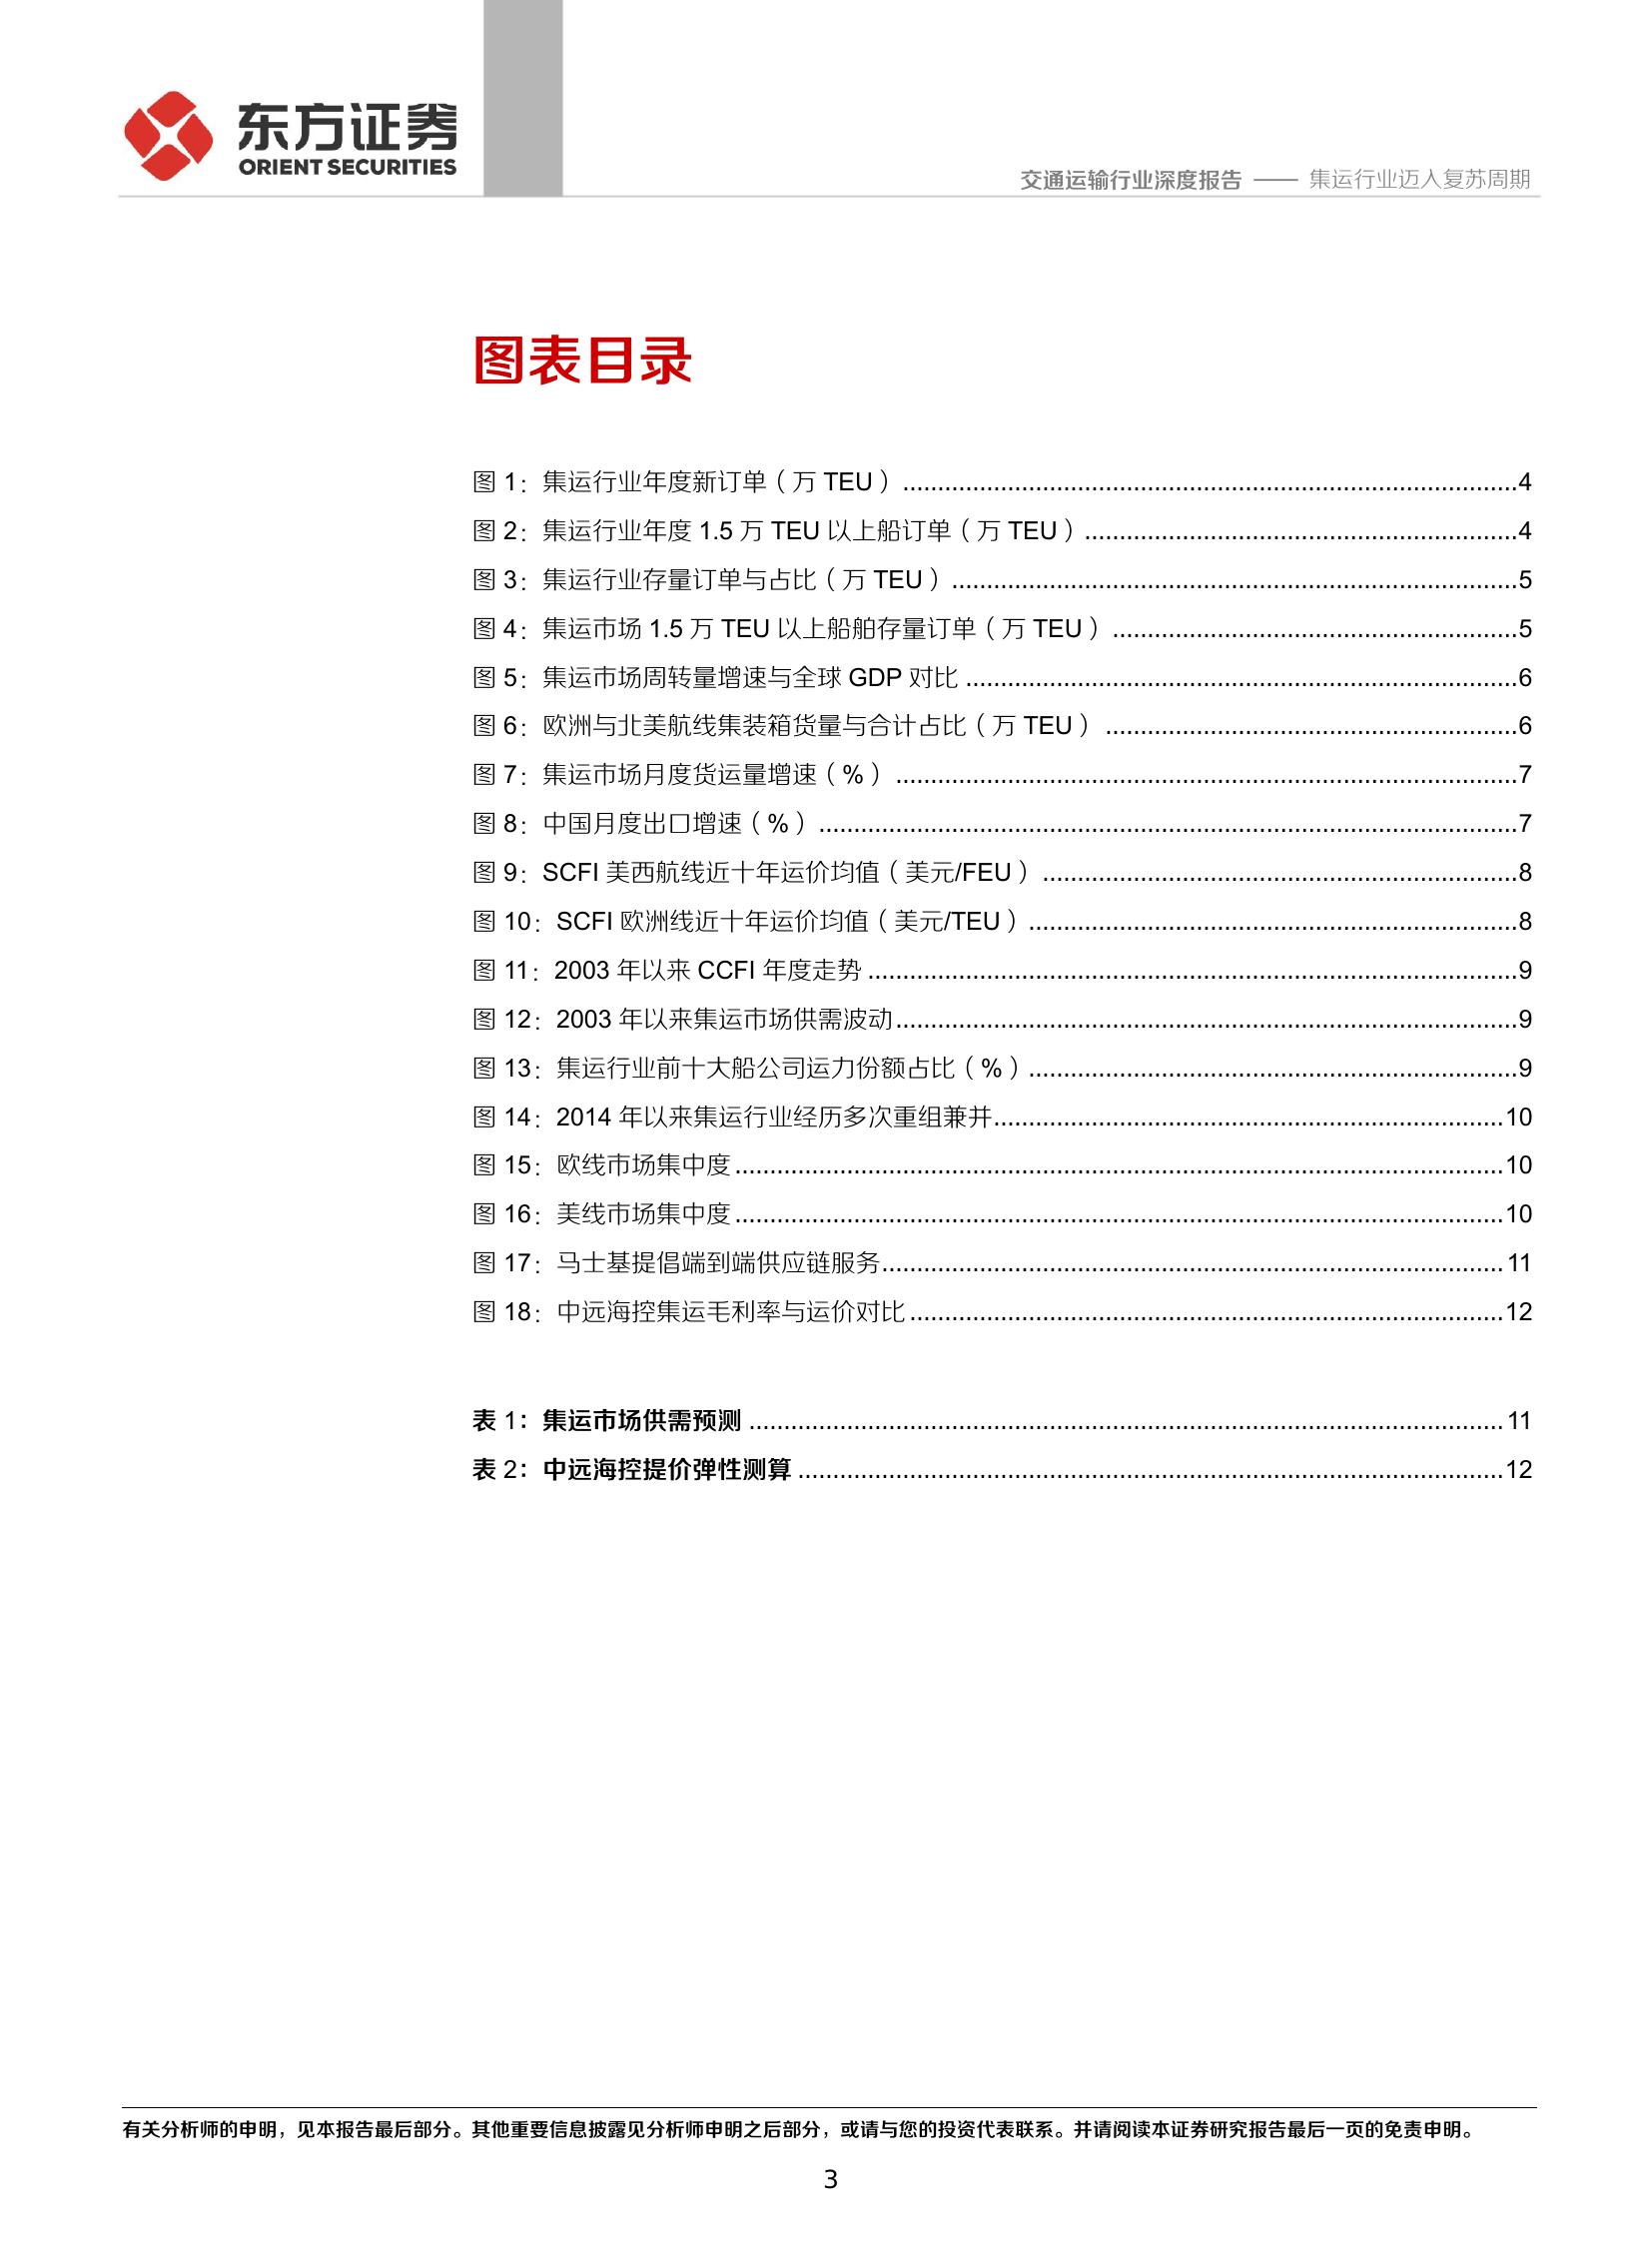 东方证券
ORIENT SECURITIES
交通运输行业深度报告 —— 集运行业迈入复苏周期
图表目录
图 1：集运行业年度新订单（万 TEU）........................................4
图 2：集运行业年度 1.5 万 TEU 以上船订单（万 TEU）........................................4
图 3：集运行业存量订单与占比（万 TEU）........................................5
图 4：集运市场 1.5 万 TEU 以上船舶存量订单（万 TEU）........................................5
图 5：集运市场周转量增速与全球 GDP 对比 ........................................6
图 6：欧洲与北美航线集装箱货量与合计占比（万 TEU）........................................6
图 7：集运市场月度货运量增速（%）........................................7
图 8：中国月度出口增速（%）........................................7
图 9：SCFI 美西航线近十年运价均值（美元/FEU）........................................8
图 10：SCFI 欧洲线近十年运价均值（美元/TEU）........................................8
图 11：2003 年以来 CCFI 年度走势 ........................................9
图 12：2003 年以来集运市场供需波动........................................9
图 13：集运行业前十大船公司运力份额占比（%）........................................9
图 14：2014 年以来集运行业经历多次重组兼并........................................10
图 15：欧线市场集中度........................................10
图 16：美线市场集中度........................................10
图 17：马士基提倡端到端供应链服务........................................11
图 18：中远海控集运毛利率与运价对比........................................12
表 1：集运市场供需预测 ........................................11
表 2：中远海控提价弹性测算 ........................................12
有关分析师的申明，见本报告最后部分。其他重要信息披露见分析师申明之后部分，或请与您的投资代表联系。并请阅读本证券研究报告最后一页的免责申明。
3